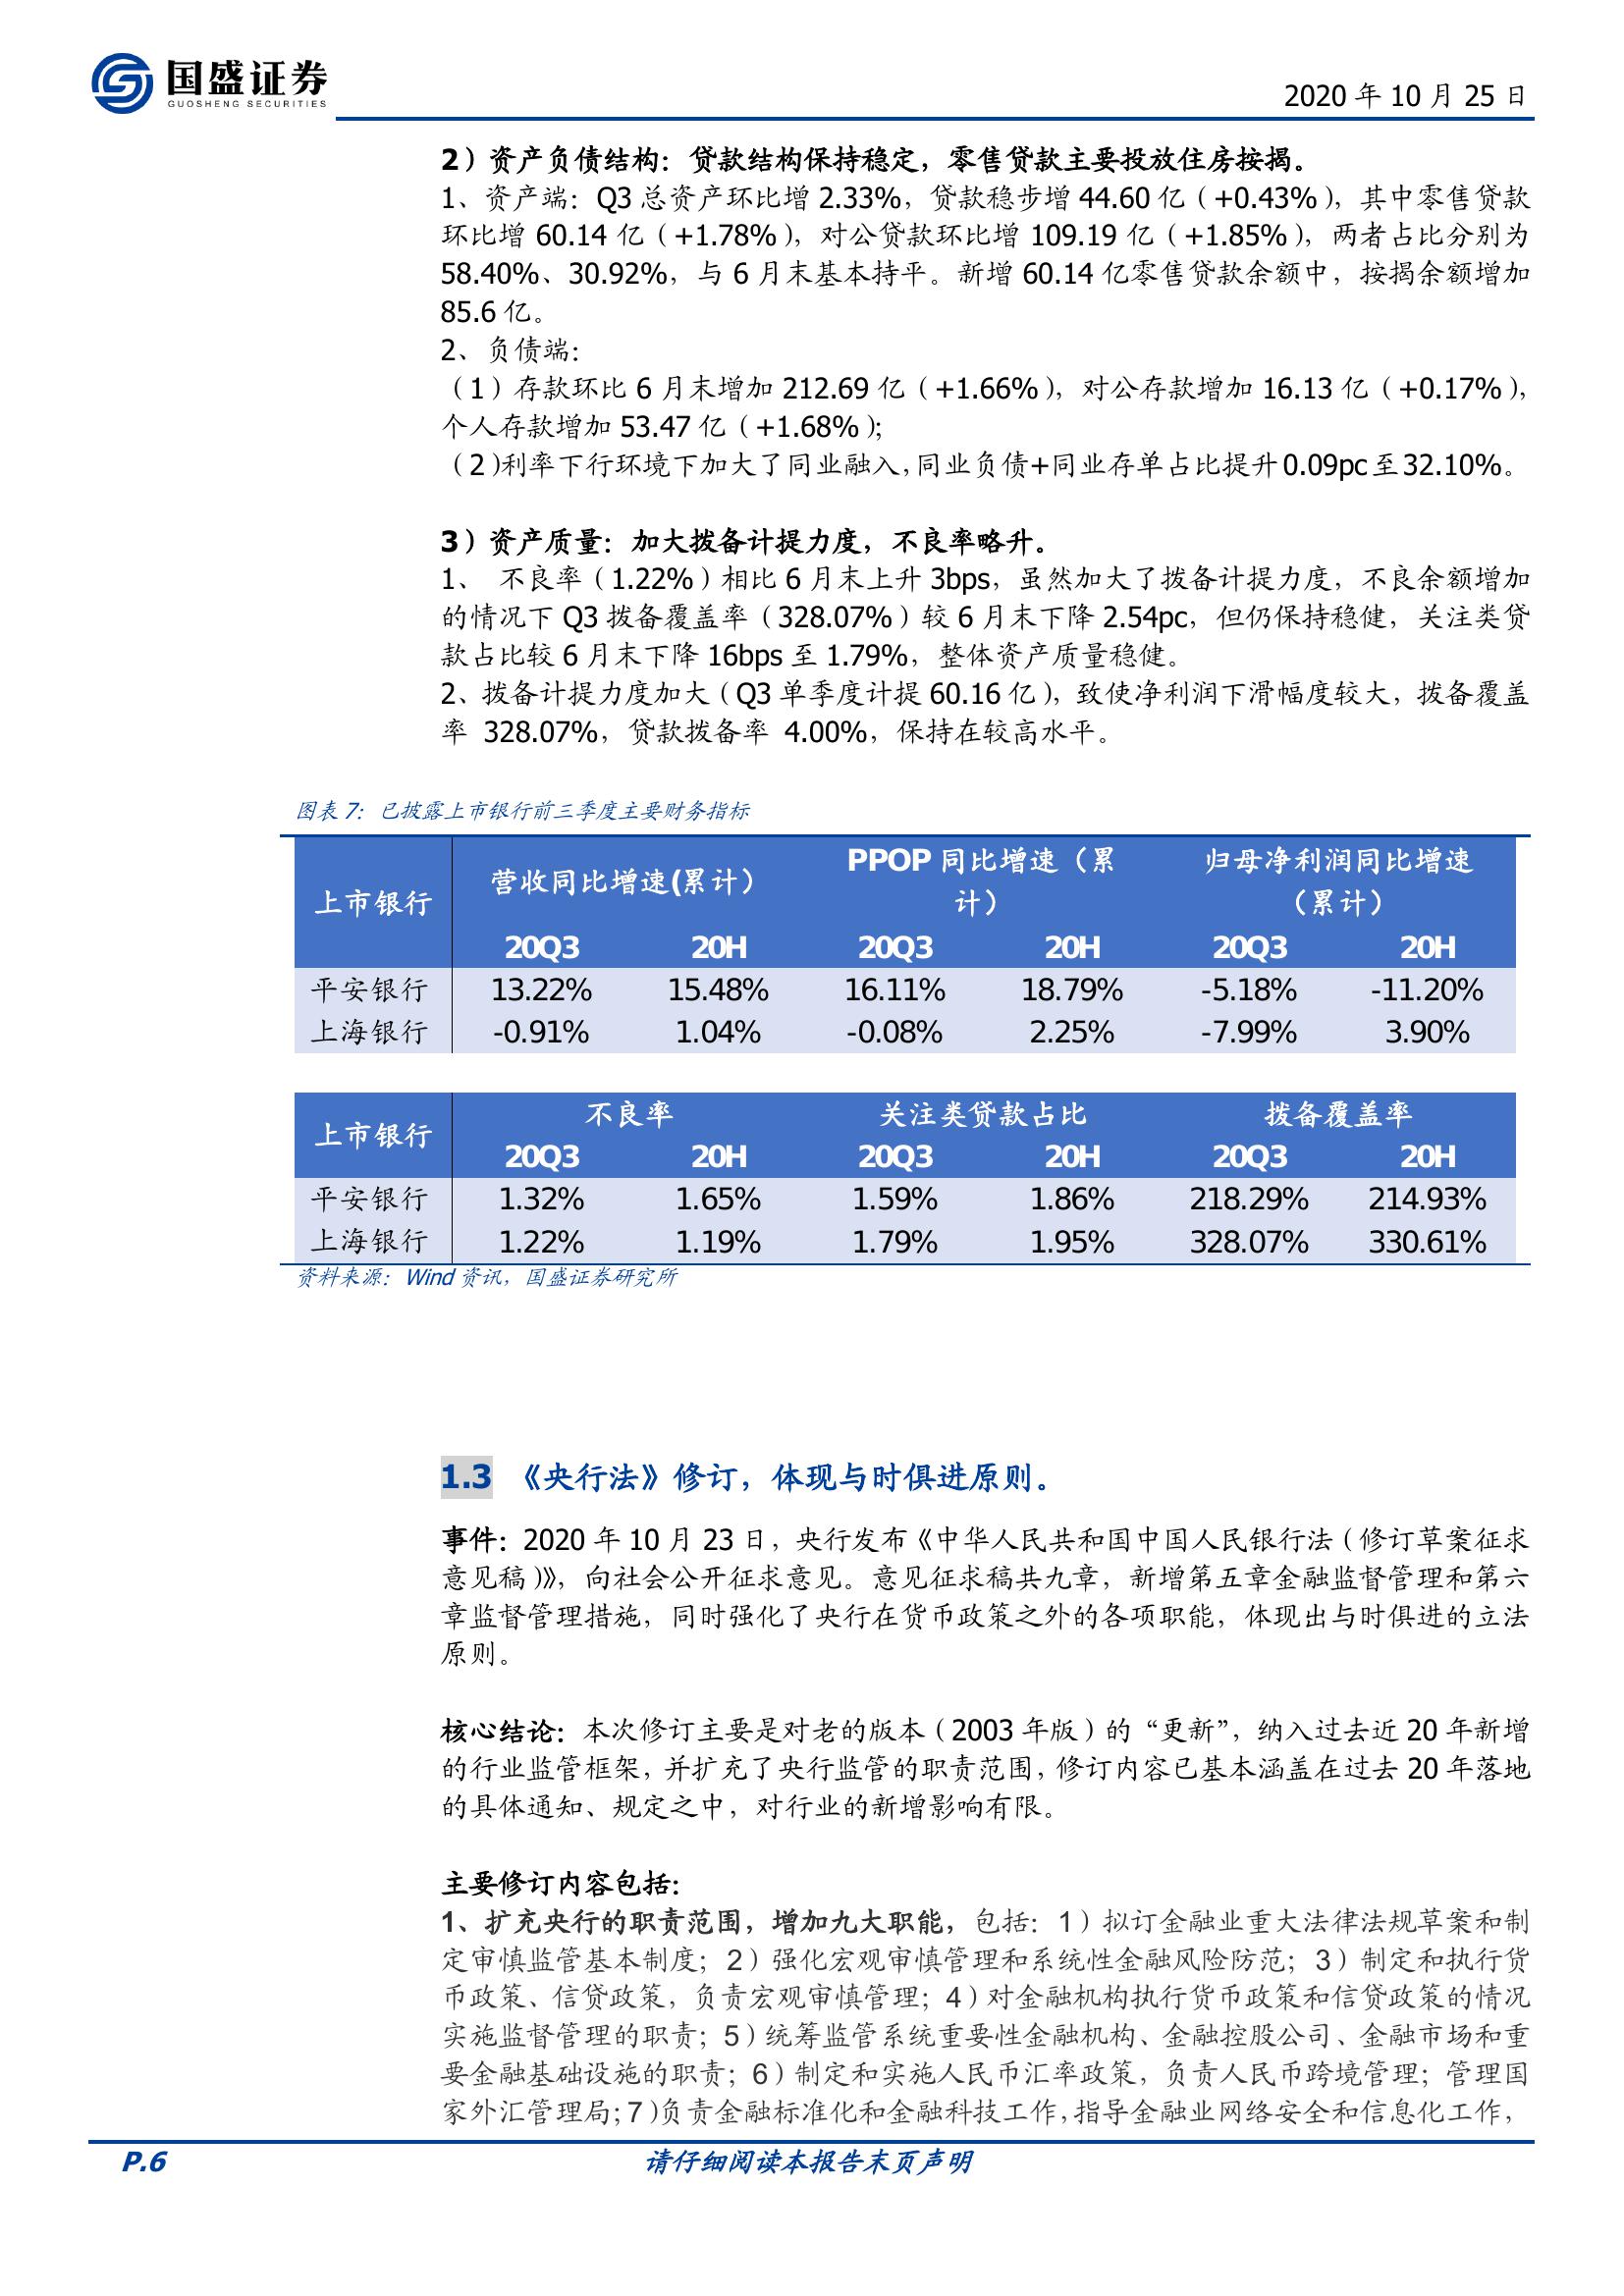 国盛证券
GUOSHENG SECURITIES
2020 年 10 月 25 日
2）资产负债结构：贷款结构保持稳定，零售贷款主要投放住房按揭。
1、资产端：Q3 总资产环比增 2.33%，贷款稳步增 44.60 亿（+0.43%），其中零售贷款
环比增 60.14 亿（+1.78%），对公贷款环比增 109.19 亿（+1.85%），两者占比分别为
58.40%、30.92%，与 6 月末基本持平。新增 60.14 亿零售贷款余额中，按揭余额增加
85.6 亿。
2、负债端：
（1）存款环比 6 月末增加 212.69 亿（+1.66%），对公存款增加 16.13 亿（+0.17%），
个人存款增加 53.47 亿（+1.68%）；
（2）利率下行环境下加大了同业融入，同业负债+同业存单占比提升 0.09pc 至 32.10%。
3）资产质量：加大拨备计提力度，不良率略升。
1、 不良率（1.22%）相比 6 月末上升 3bps，虽然加大了拨备计提力度，不良余额增加
的情况下 Q3 拨备覆盖率（328.07%）较 6 月末下降 2.54pc，但仍保持稳健，关注类贷
款占比较 6 月末下降 16bps 至 1.79%，整体资产质量稳健。
2、拨备计提力度加大（Q3 单季度计提 60.16 亿），致使净利润下滑幅度较大，拨备覆盖
率 328.07%，贷款拨备率 4.00%，保持在较高水平。
图表 7：已披露上市银行前三季度主要财务指标
上市银行 营收同比增速(累计） PPOP 同比增速（累计） 归母净利润同比增速（累计）
20Q3 20H 20Q3 20H 20Q3 20H
平安银行 13.22% 15.48% 16.11% 18.79% -5.18% -11.20%
上海银行 -0.91% 1.04% -0.08% 2.25% -7.99% 3.90%
上市银行 不良率 关注类贷款占比 拨备覆盖率
20Q3 20H 20Q3 20H 20Q3 20H
平安银行 1.32% 1.65% 1.59% 1.86% 218.29% 214.93%
上海银行 1.22% 1.19% 1.79% 1.95% 328.07% 330.61%
资料来源：Wind 资讯，国盛证券研究所
1.3 《央行法》修订，体现与时俱进原则。
事件：2020 年 10 月 23 日，央行发布《中华人民共和国中国人民银行法（修订草案征求
意见稿）》，向社会公开征求意见。意见征求稿共九章，新增第五章金融监督管理和第六
章监督管理措施，同时强化了央行在货币政策之外的各项职能，体现出与时俱进的立法
原则。
核心结论：本次修订主要是对老的版本（2003 年版）的“更新”，纳入过去近 20 年新增
的行业监管框架，并扩充了央行监管的职责范围，修订内容已基本涵盖在过去 20 年落地
的具体通知、规定之中，对行业的新增影响有限。
主要修订内容包括：
1、扩充央行的职责范围，增加九大职能，包括：1）拟订金融业重大法律法规草案和制
定审慎监管基本制度；2）强化宏观审慎管理和系统性金融风险防范；3）制定和执行货
币政策、信贷政策，负责宏观审慎管理；4）对金融机构执行货币政策和信贷政策的情况
实施监督管理的职责；5）统筹监管系统重要性金融机构、金融控股公司、金融市场和重
要金融基础设施的职责；6）制定和实施人民币汇率政策，负责人民币跨境管理；管理国
家外汇管理局；7）负责金融标准化和金融科技工作，指导金融业网络安全和信息化工作，
P.6 请仔细阅读本报告末页声明